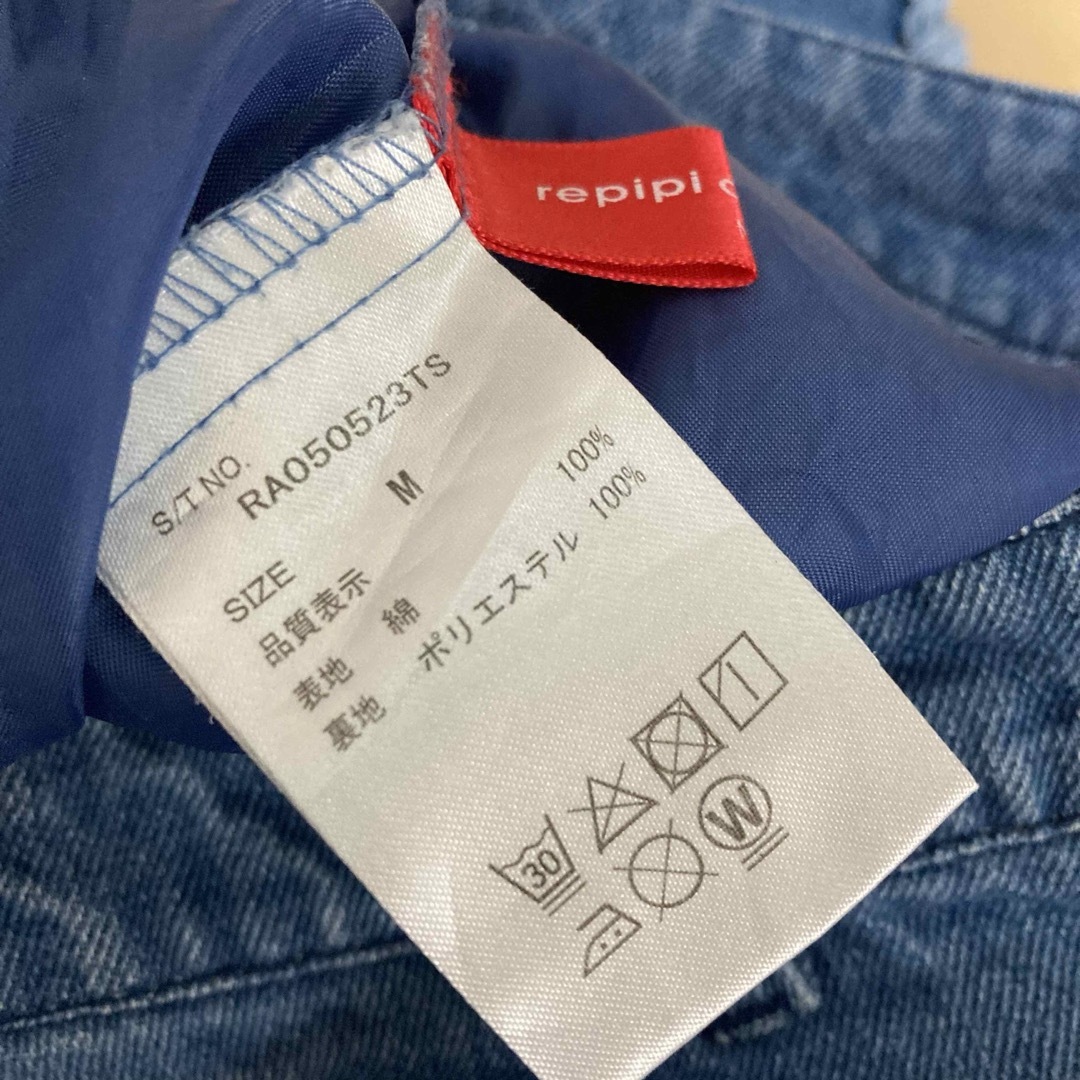 repipi
S/T NO.
RA050523TS
SIZE M
品質表示
表地 綿 100%
裏地 ポリエステル 100%
30
W